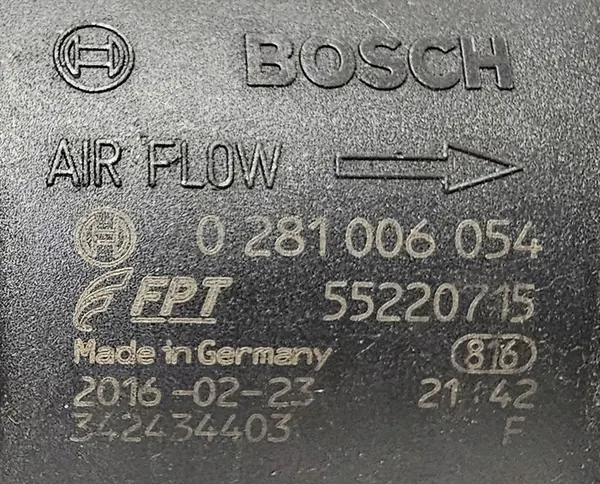 BOSCH
AIR FLOW
0 281 006 054
FPT 55220715
Made in Germany 816
2016-02-23 21:42
342434403 F